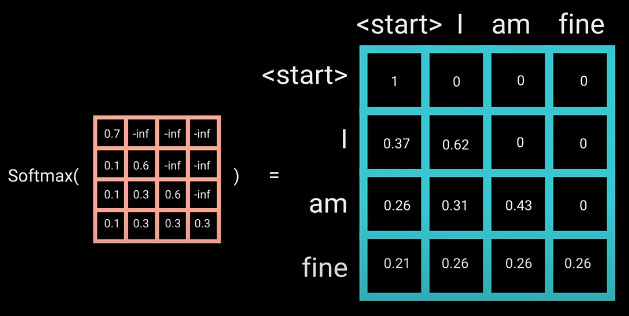 <start> I am fine
<start> 1 0 0 0
I 0.37 0.62 0 0
am 0.26 0.31 0.43 0
fine 0.21 0.26 0.26 0.26
Softmax( ) =
0.7 -inf -inf -inf
0.1 0.6 -inf -inf
0.1 0.3 0.6 -inf
0.1 0.3 0.3 0.3